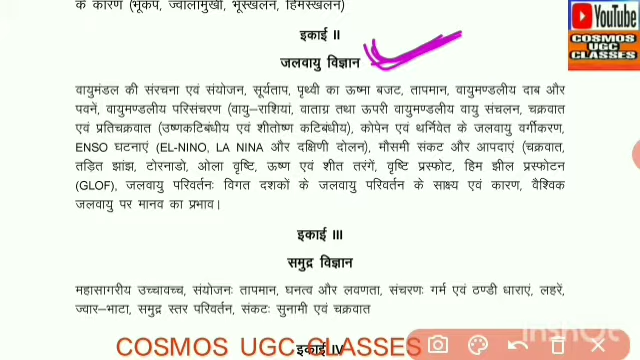 के कारण (भूकंप, ज्वालामुखी, भूस्खलन, हिमस्खलन)
इकाई II
जलवायु विज्ञान
वायुमंडल की संरचना एवं संयोजन, सूर्यताप, पृथ्वी का ऊष्मा बजट, तापमान, वायुमण्डलीय दाब और
पवनें, वायुमण्डलीय परिसंचरण (वायु–राशियां, वाताग्र तथा ऊपरी वायुमण्डलीय वायु संचलन, चक्रवात
एवं प्रतिचक्रवात (उष्णकटिबंधीय एवं शीतोष्ण कटिबंधीय), कोपेन एवं थर्नवेत के जलवायु वर्गीकरण,
ENSO घटनाएं (EL-NINO, LA NINA और दक्षिणी दोलन), मौसमी संकट और आपदाएं (चक्रवात,
तड़ित झांझ, टोरनाडो, ओला वृष्टि, ऊष्ण एवं शीत तरंगें, वृष्टि प्रस्फोट, हिम झील प्रस्फोटन
(GLOF), जलवायु परिवर्तनः विगत दशकों के जलवायु परिवर्तन के साक्ष्य एवं कारण, वैश्विक
जलवायु पर मानव का प्रभाव।
इकाई III
समुद्र विज्ञान
महासागरीय उच्चावच्च, संयोजनः तापमान, घनत्व और लवणता, संचरणः गर्म एवं ठण्डी धाराएं, लहरें,
ज्वार–भाटा, समुद्र स्तर परिवर्तन, संकटः सुनामी एवं चक्रवात
इकाई IV
COSMOS UGC CLASSES
YouTube
COSMOS
UGC
CLASSES
InShOt